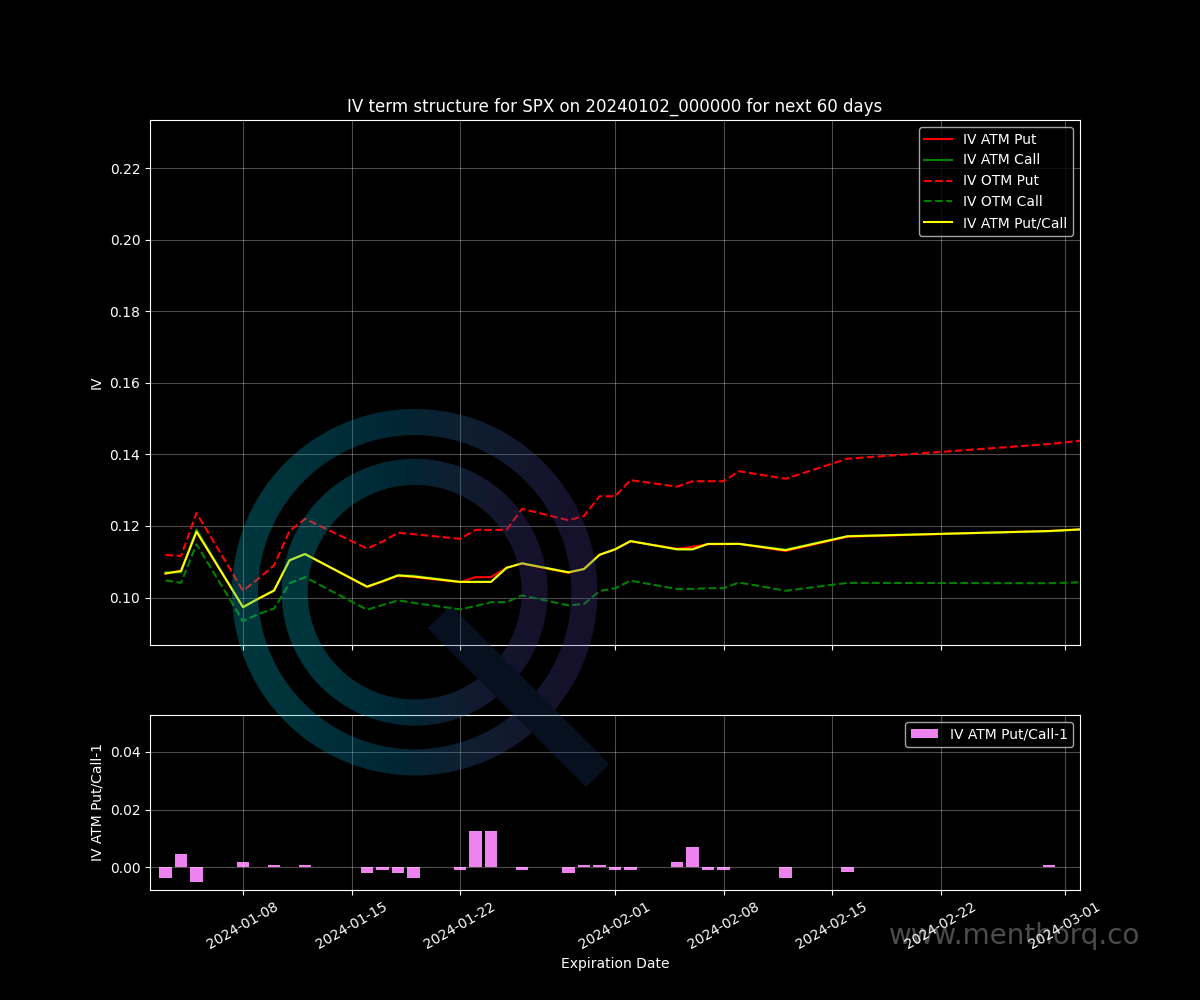 IV term structure for SPX on 20240102_000000 for next 60 days
IV ATM Put
IV ATM Call
IV OTM Put
IV OTM Call
IV ATM Put/Call
0.22
0.20
0.18
0.16
0.14
0.12
0.10
IV
IV ATM Put/Call-1
0.04
0.02
0.00
IV ATM Put/Call-1
2024-01-08
2024-01-15
2024-01-22
2024-02-01
2024-02-08
2024-02-15
2024-02-22
2024-03-01
www.menthorq.co
Expiration Date